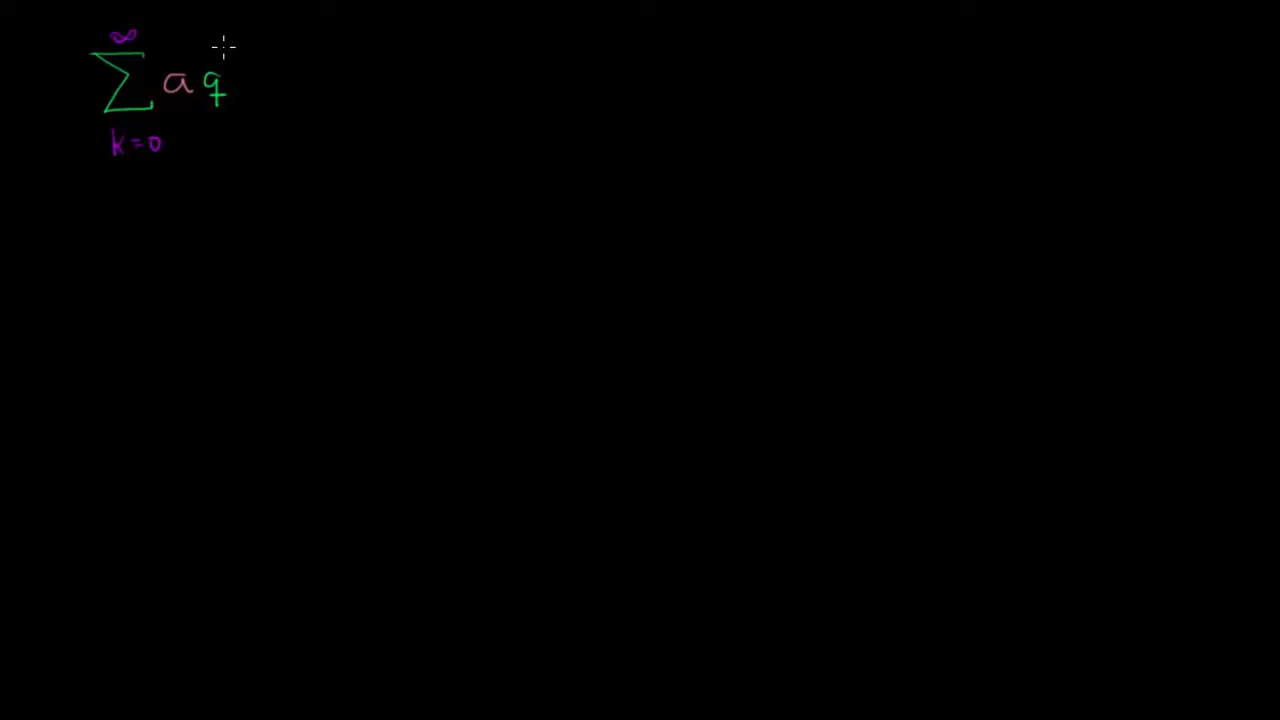 ∞
∑ a q
k=0